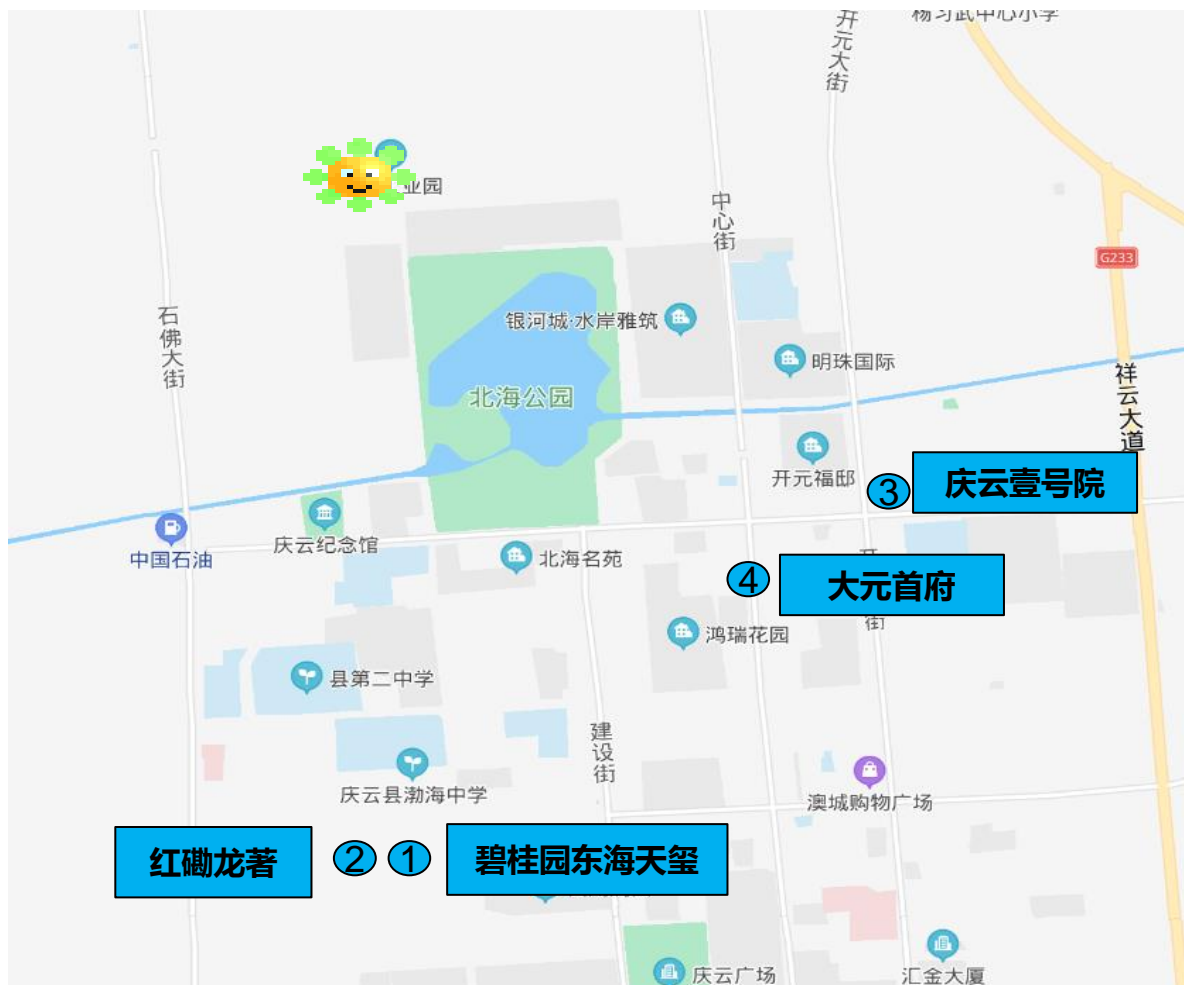 杨习武中心小学
开元大街
业园
中心街
G233
石佛大街
银河城·水岸雅筑
明珠国际
祥云大道
北海公园
开元福邸
③
庆云壹号院
庆云纪念馆
中国石油
北海名苑
④
大元首府
街
鸿瑞花园
县第二中学
建设街
庆云县渤海中学
澳城购物广场
红磡龙著
②
①
碧桂园东海天玺
庆云广场
汇金大厦